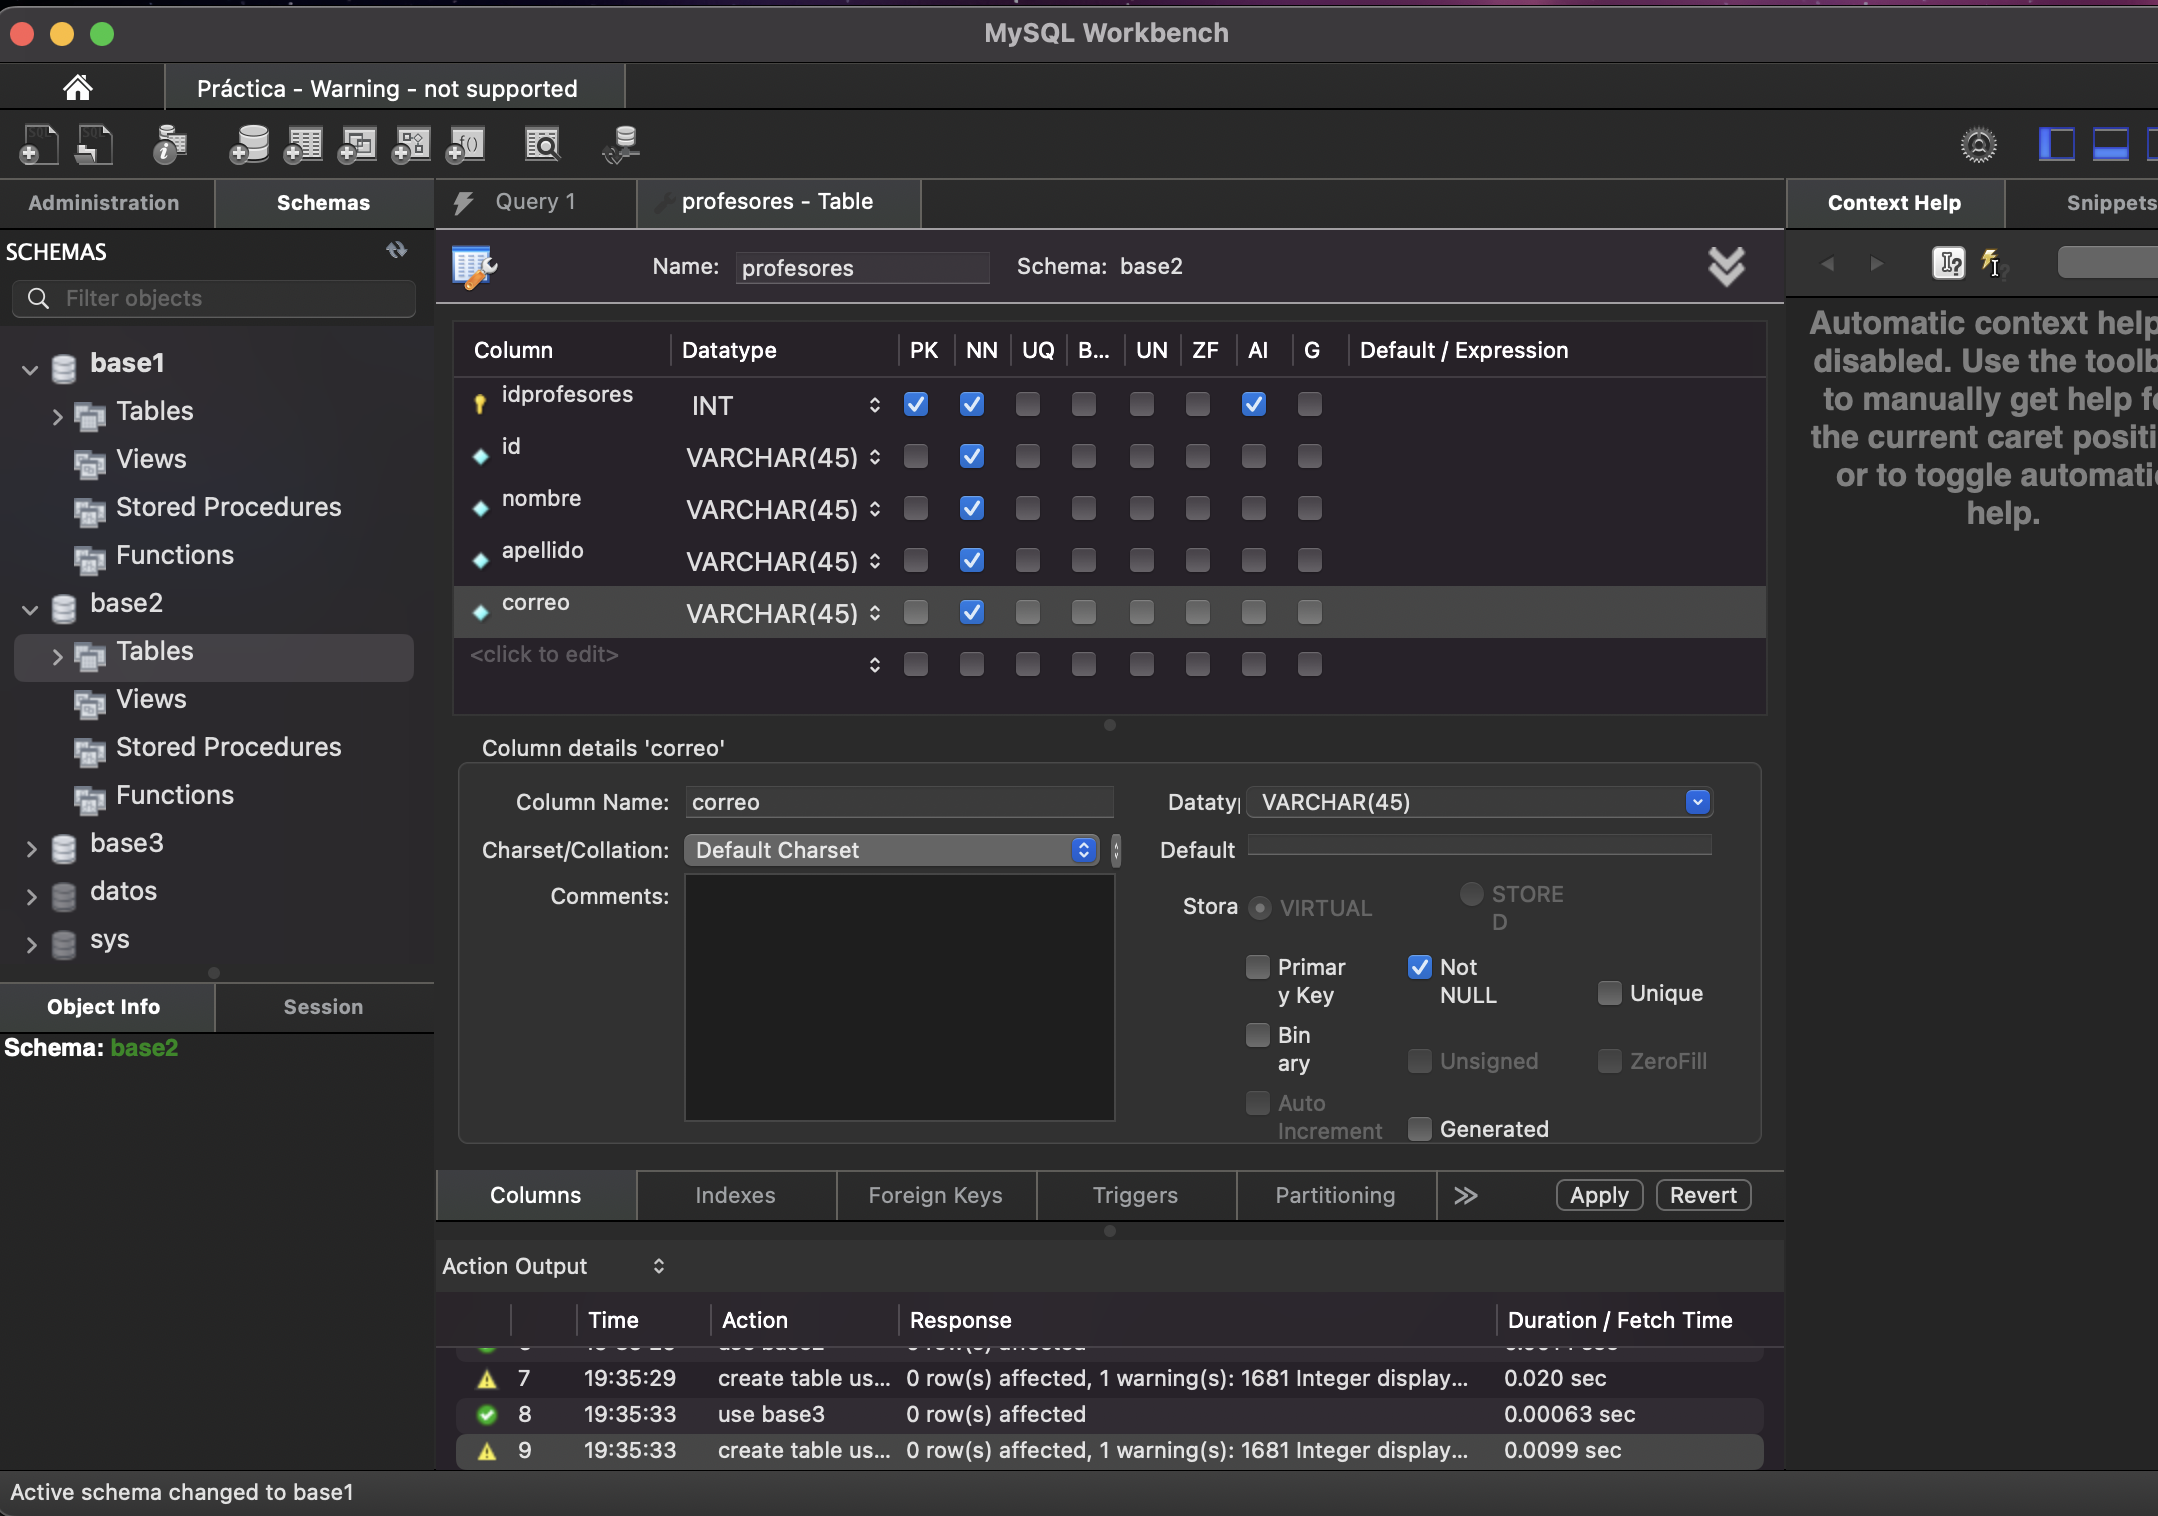 MySQL Workbench
Práctica - Warning - not supported
Administration
Schemas
SCHEMAS
Filter objects
base1
Tables
Views
Stored Procedures
Functions
base2
Tables
Views
Stored Procedures
Functions
base3
datos
sys
Object Info
Session
Schema: base2
Query 1
profesores - Table
Name: profesores
Schema: base2
Column Datatype PK NN UQ B... UN ZF AI G Default / Expression
idprofesores INT
id VARCHAR(45)
nombre VARCHAR(45)
apellido VARCHAR(45)
correo VARCHAR(45)
<click to edit>
Column details 'correo'
Column Name: correo
Charset/Collation: Default Charset
Comments:
Dataty VARCHAR(45)
Default
Stora VIRTUAL
STORE
D
Primar
y Key
Not
NULL
Unique
Bin
ary
Unsigned
ZeroFill
Auto
Increment
Generated
Columns
Indexes
Foreign Keys
Triggers
Partitioning
Apply
Revert
Action Output
Time Action Response Duration / Fetch Time
7 19:35:29 create table us... 0 row(s) affected, 1 warning(s): 1681 Integer display... 0.020 sec
8 19:35:33 use base3 0 row(s) affected 0.00063 sec
9 19:35:33 create table us... 0 row(s) affected, 1 warning(s): 1681 Integer display... 0.0099 sec
Context Help
Snippets
Automatic context help
disabled. Use the toolb
to manually get help f
the current caret positi
or to toggle automati
help.
Active schema changed to base1